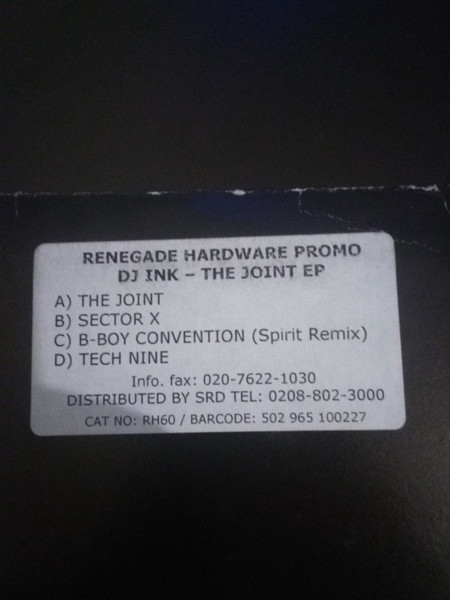 RENEGADE HARDWARE PROMO
DJ INK – THE JOINT EP
A) THE JOINT
B) SECTOR X
C) B-BOY CONVENTION (Spirit Remix)
D) TECH NINE
Info. fax: 020-7622-1030
DISTRIBUTED BY SRD TEL: 0208-802-3000
CAT NO: RH60 / BARCODE: 502 965 100227